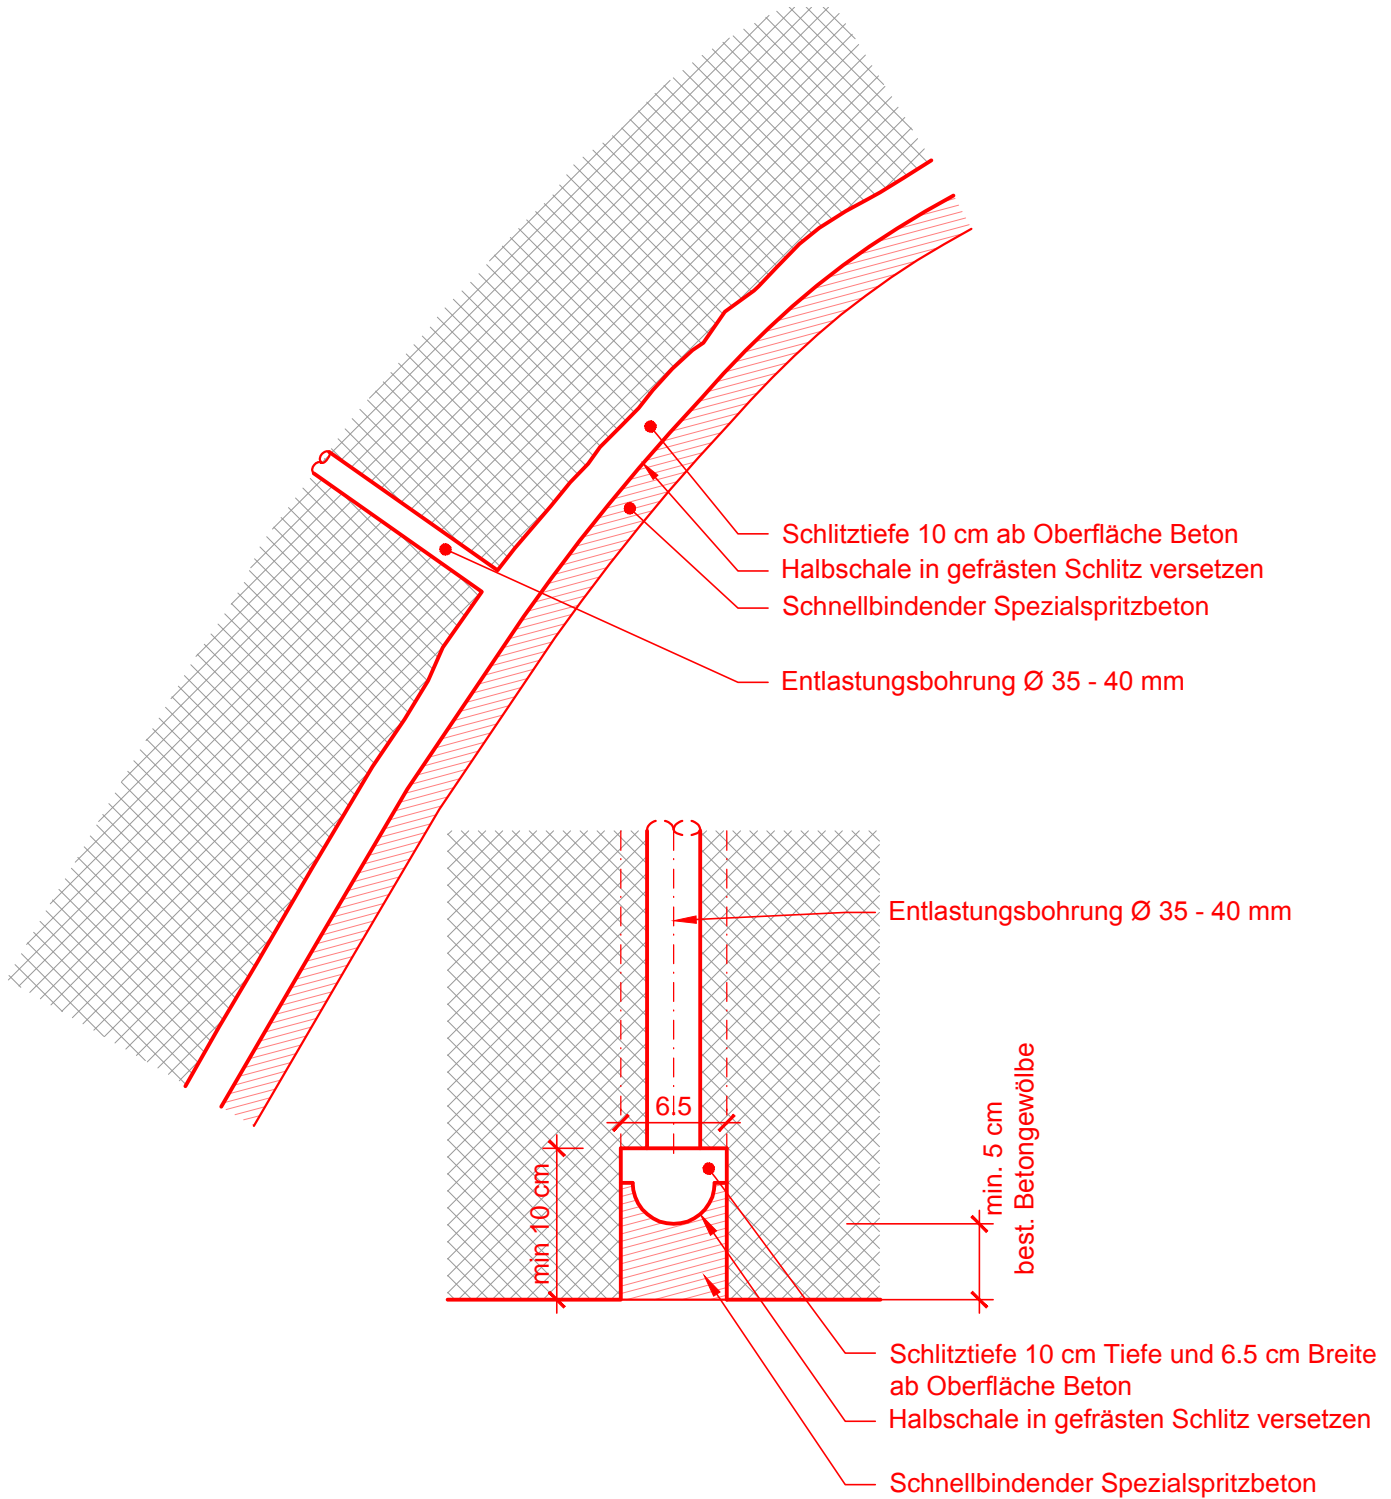 Schlitztiefe 10 cm ab Oberfläche Beton
Halbschale in gefrästen Schlitz versetzen
Schnellbindender Spezialspritzbeton
Entlastungsbohrung Ø 35 - 40 mm
Entlastungsbohrung Ø 35 - 40 mm
6.5
min 10 cm
min. 5 cm
best. Betongewölbe
Schlitztiefe 10 cm Tiefe und 6.5 cm Breite
ab Oberfläche Beton
Halbschale in gefrästen Schlitz versetzen
Schnellbindender Spezialspritzbeton